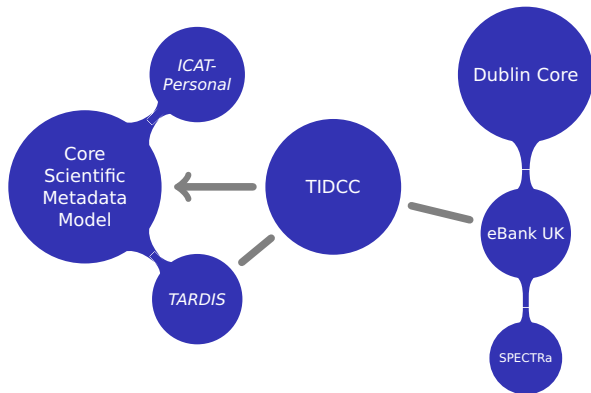 ICAT-
Personal
Dublin Core
Core
Scientific
Metadata
Model
TIDCC
eBank UK
TARDIS
SPECTRa